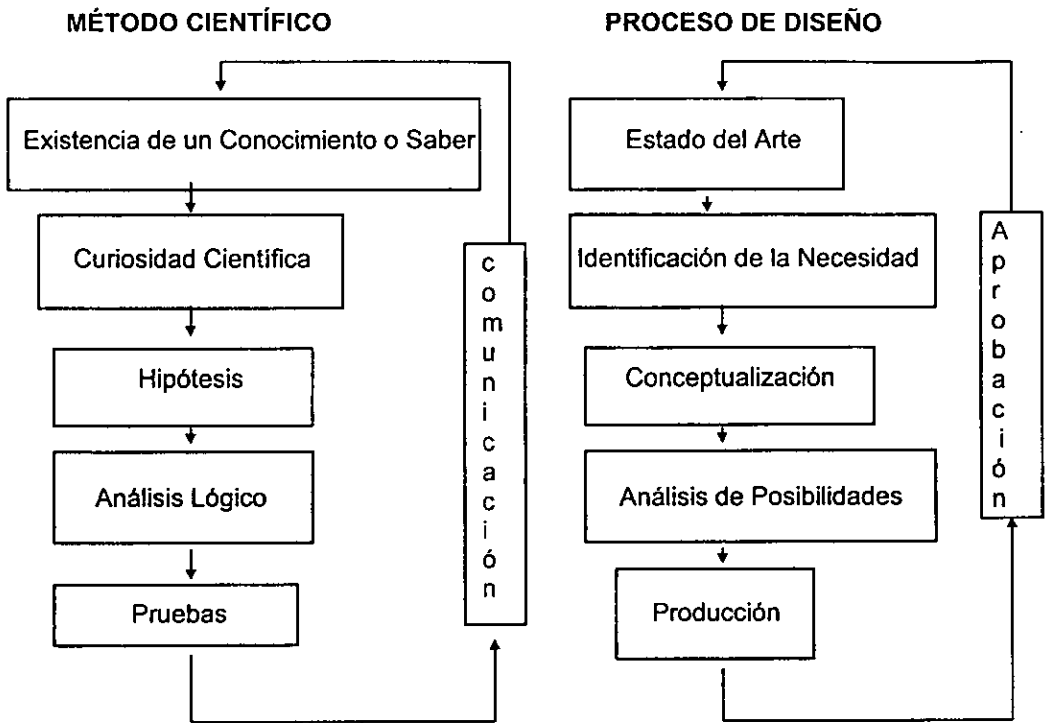 MÉTODO CIENTÍFICO
Existencia de un Conocimiento o Saber
Curiosidad Científica
Hipótesis
Análisis Lógico
Pruebas
comunicación
PROCESO DE DISEÑO
Estado del Arte
Identificación de la Necesidad
Conceptualización
Análisis de Posibilidades
Producción
Aprobación